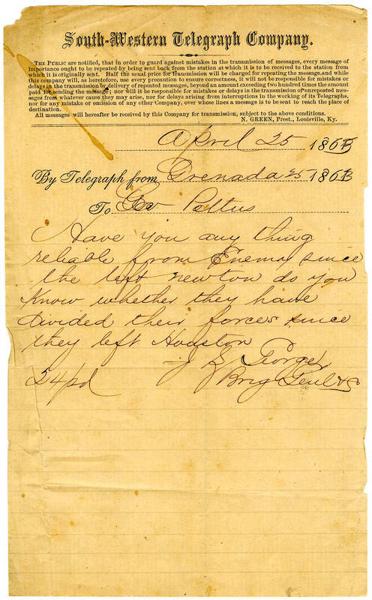 South-Western Telegraph Company.
THE PUBLIC are notified, that in order to guard against mistakes in the transmission of messages, every message of
importance ought to be repeated by being sent back from the station at which it is to be received to the station from
which it is originally sent. Half the usual price for transmission will be charged for repeating the message, and while
this company will, as heretofore, use every precaution to ensure correctness, it will not be responsible for mistakes or
delays in the transmission or delivery of repeated messages, beyond an amount exceeding two hundred times the amount
paid for sending the message; nor will it be responsible for mistakes or delays in the transmission of unrepeated messages
from whatever cause they may arise, nor for delays arising from interruptions in the working of its Telegraphs,
nor for any mistakes or omission of any other Company, over whose lines a message is to be sent to reach the place of
destination.
All messages will hereafter be received by this Company for transmission, subject to the above conditions.
N. GREEN, Prest., Louisville, Ky.
April 25 1863
By Telegraph from Grenada 25 1863
To Gov Pettus
Have you any thing
reliable from Enemy since
the left newton do you
know whether they have
divided their forces since
they left Houston
J Z George
24 pd Brig Genl